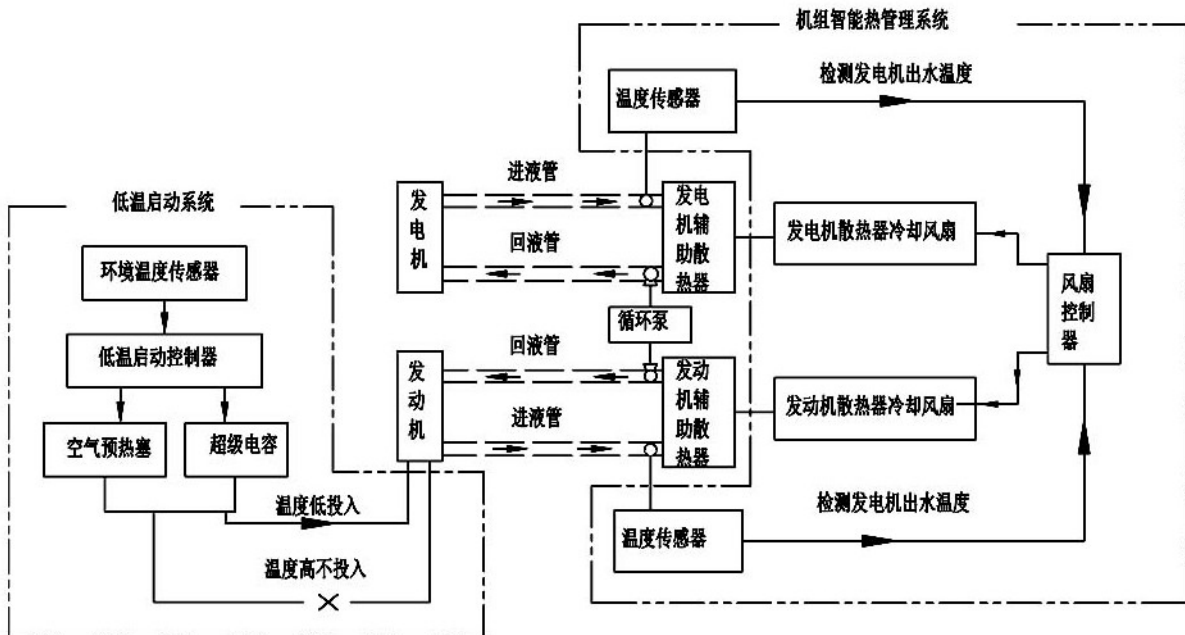 机组智能热管理系统
检测发电机出水温度
温度传感器
进液管
低温启动系统
发电机
发电机辅助散热器
发电机散热器冷却风扇
回液管
环境温度传感器
风扇控制器
循环泵
低温启动控制器
回液管
发动机
发动机辅助散热器
发动机散热器冷却风扇
进液管
空气预热塞
超级电容
温度低投入
检测发电机出水温度
温度传感器
温度高不投入